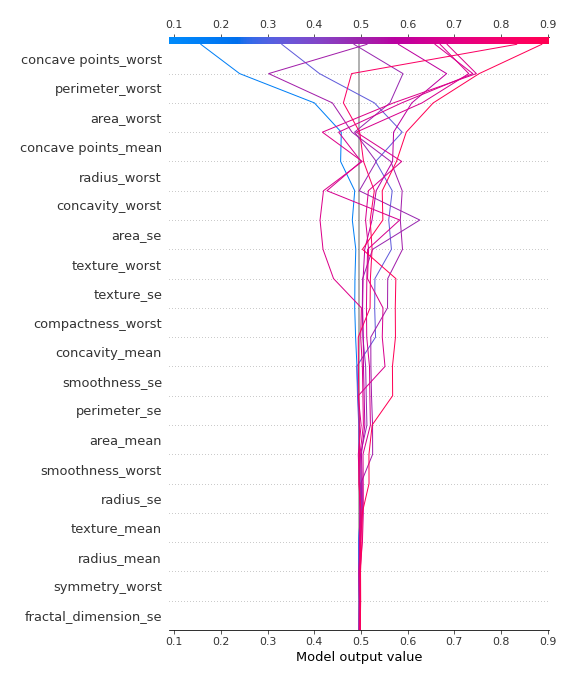 0.1 0.2 0.3 0.4 0.5 0.6 0.7 0.8 0.9
concave points_worst
perimeter_worst
area_worst
concave points_mean
radius_worst
concavity_worst
area_se
texture_worst
texture_se
compactness_worst
concavity_mean
smoothness_se
perimeter_se
area_mean
smoothness_worst
radius_se
texture_mean
radius_mean
symmetry_worst
fractal_dimension_se
0.1 0.2 0.3 0.4 0.5 0.6 0.7 0.8 0.9
Model output value